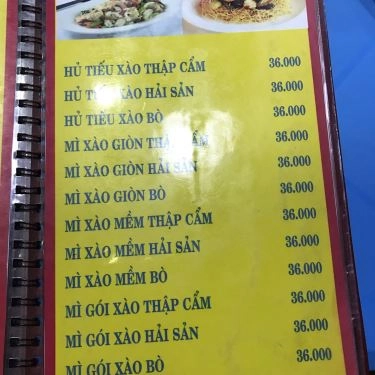 HỦ TIẾU XÀO THẬP CẨM 36.000
HỦ TIẾU XÀO HẢI SẢN 36.000
HỦ TIẾU XÀO BÒ 36.000
MÌ XÀO GIÒN THẬP CẨM 36.000
MÌ XÀO GIÒN HẢI SẢN 36.000
MÌ XÀO GIÒN BÒ 36.000
MÌ XÀO MỀM THẬP CẨM 36.000
MÌ XÀO MỀM HẢI SẢN 36.000
MÌ XÀO MỀM BÒ 36.000
MÌ GÓI XÀO THẬP CẨM 36.000
MÌ GÓI XÀO HẢI SẢN 36.000
MÌ GÓI XÀO BÒ 36.000